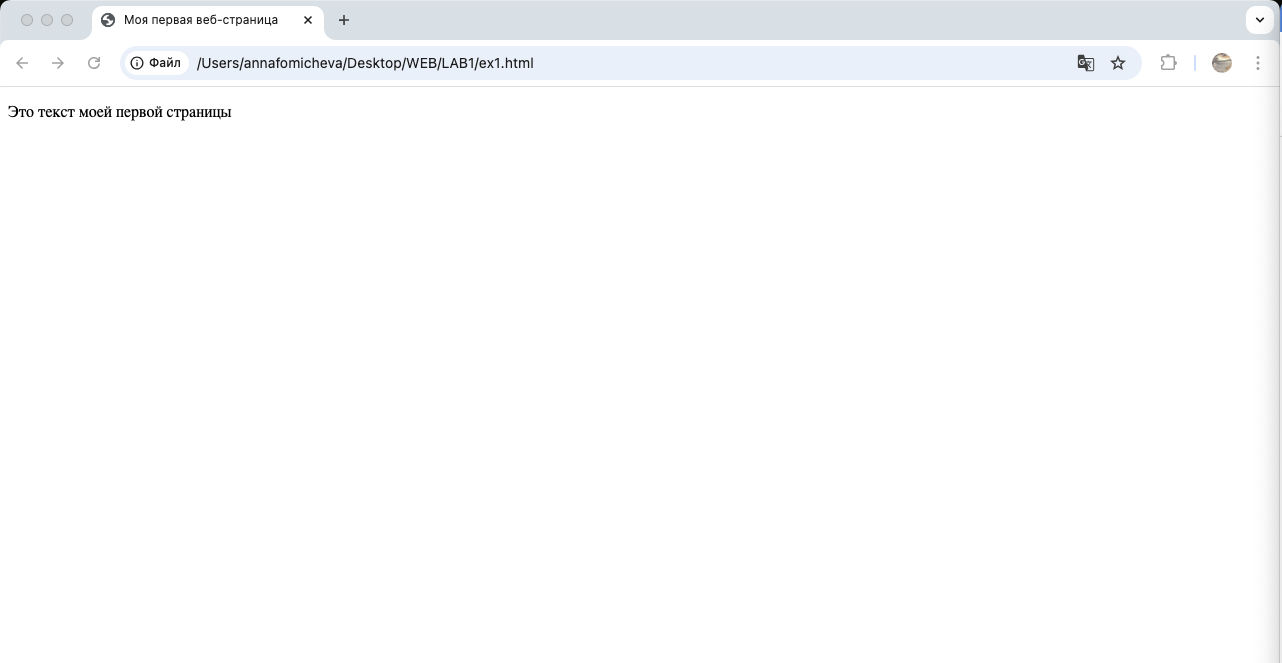 Моя первая веб-страница
Файл /Users/annafomicheva/Desktop/WEB/LAB1/ex1.html
Это текст моей первой страницы